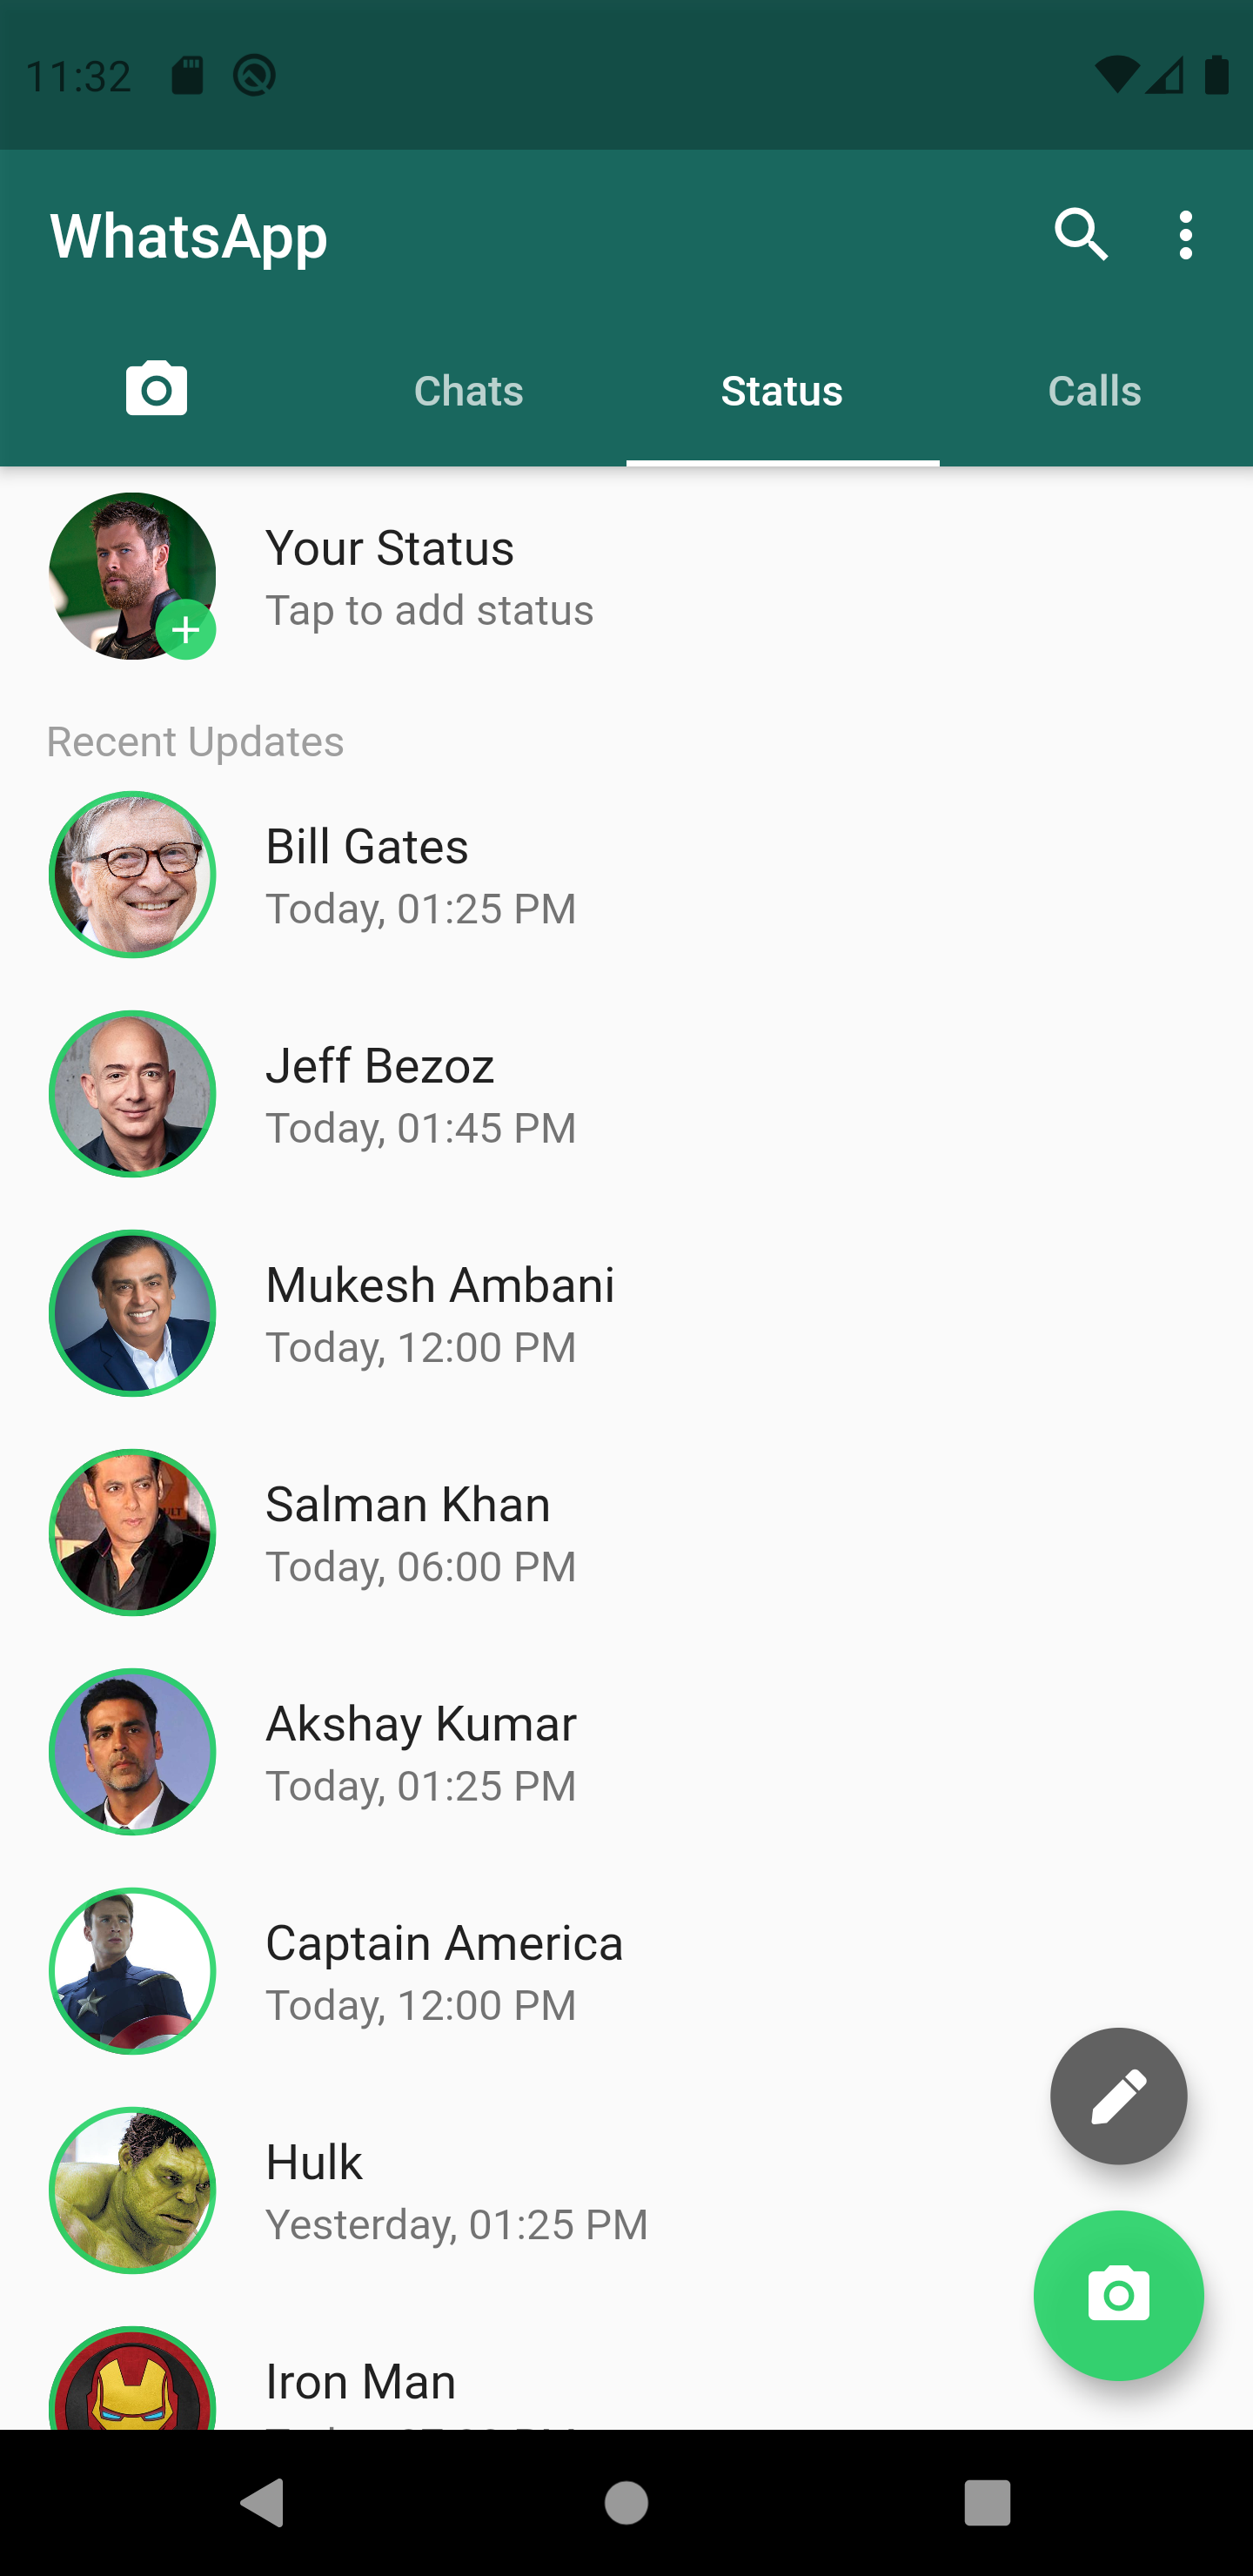 11:32
WhatsApp
Chats Status Calls
Your Status
Tap to add status
Recent Updates
Bill Gates
Today, 01:25 PM
Jeff Bezoz
Today, 01:45 PM
Mukesh Ambani
Today, 12:00 PM
Salman Khan
Today, 06:00 PM
Akshay Kumar
Today, 01:25 PM
Captain America
Today, 12:00 PM
Hulk
Yesterday, 01:25 PM
Iron Man